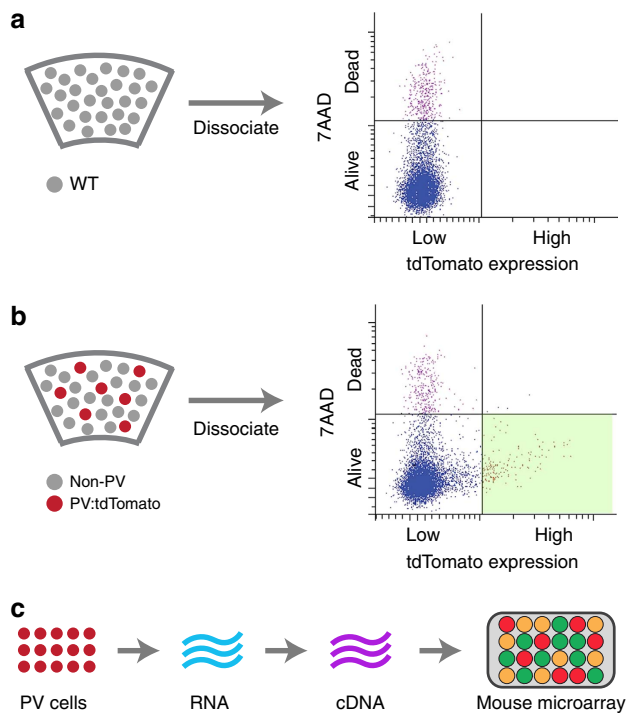 a
Dissociate
WT
7AAD
Dead
Alive
Low
High
tdTomato expression
b
Dissociate
Non-PV
PV:tdTomato
7AAD
Dead
Alive
Low
High
tdTomato expression
c
PV cells
RNA
cDNA
Mouse microarray